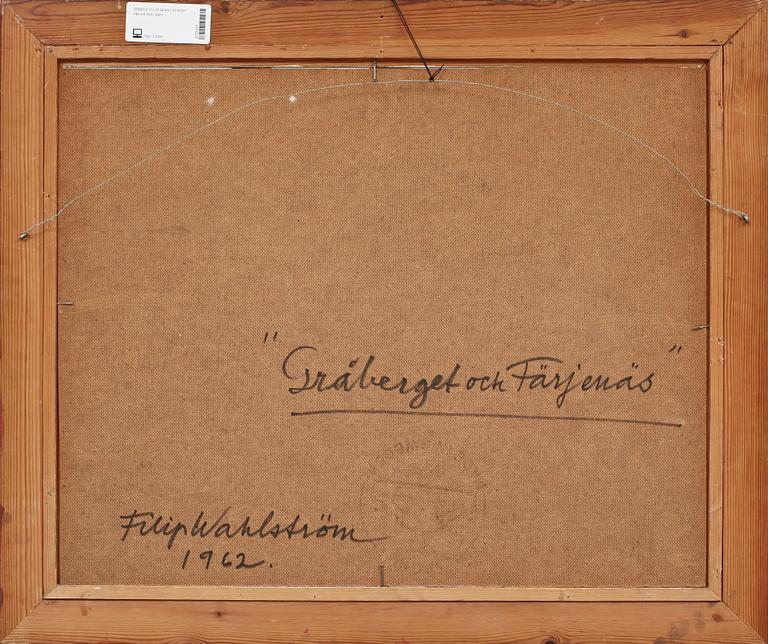 "Gråberget och Färjenäs"
Filip Wahlström
1962.